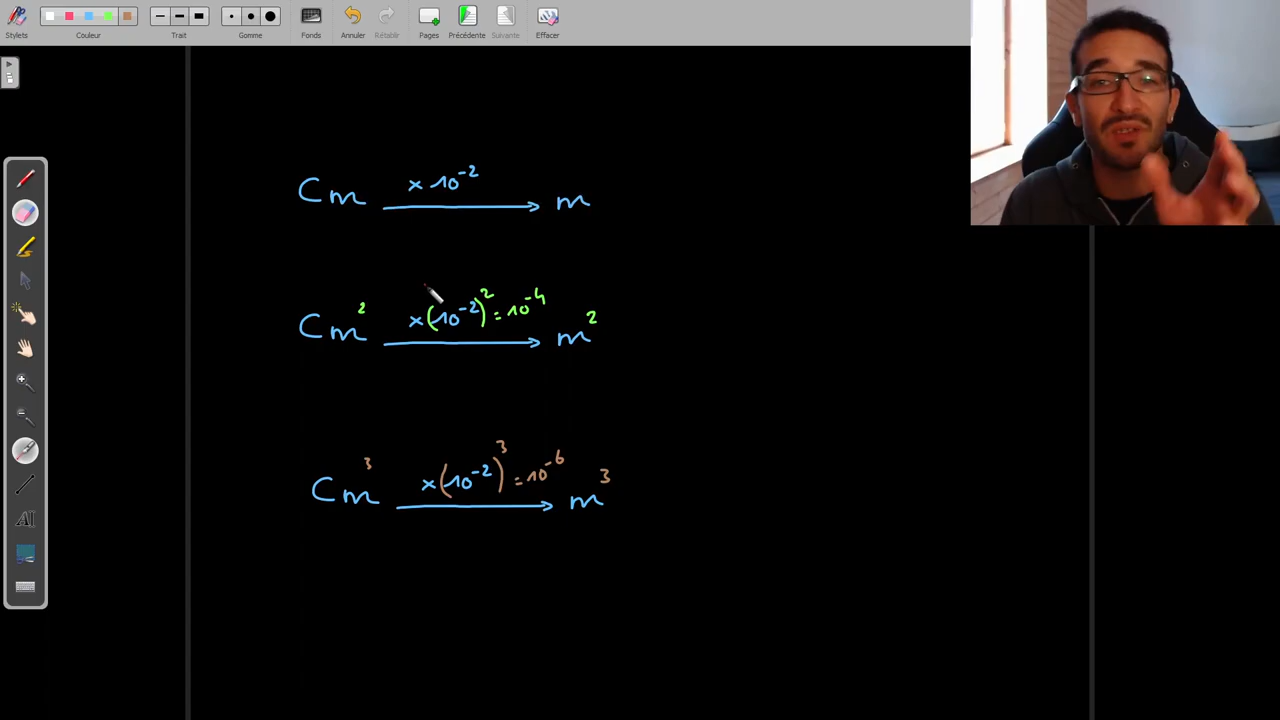 Stylets Couleur Trait Gomme Fonds Annuler Rétablir Pages Précédente Suivante Effacer
Cm × 10⁻² → m
Cm² × (10⁻²)² = 10⁻⁴ → m²
Cm³ × (10⁻²)³ = 10⁻⁶ → m³